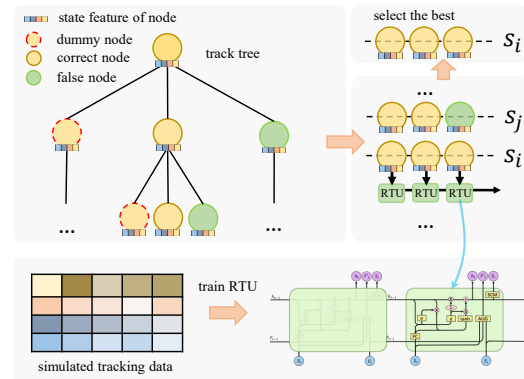 state feature of node
dummy node
correct node
false node
track tree
...
...
select the best
S_i
...
S_j
S_i
RTU
RTU
RTU
...
simulated tracking data
train RTU
tanh